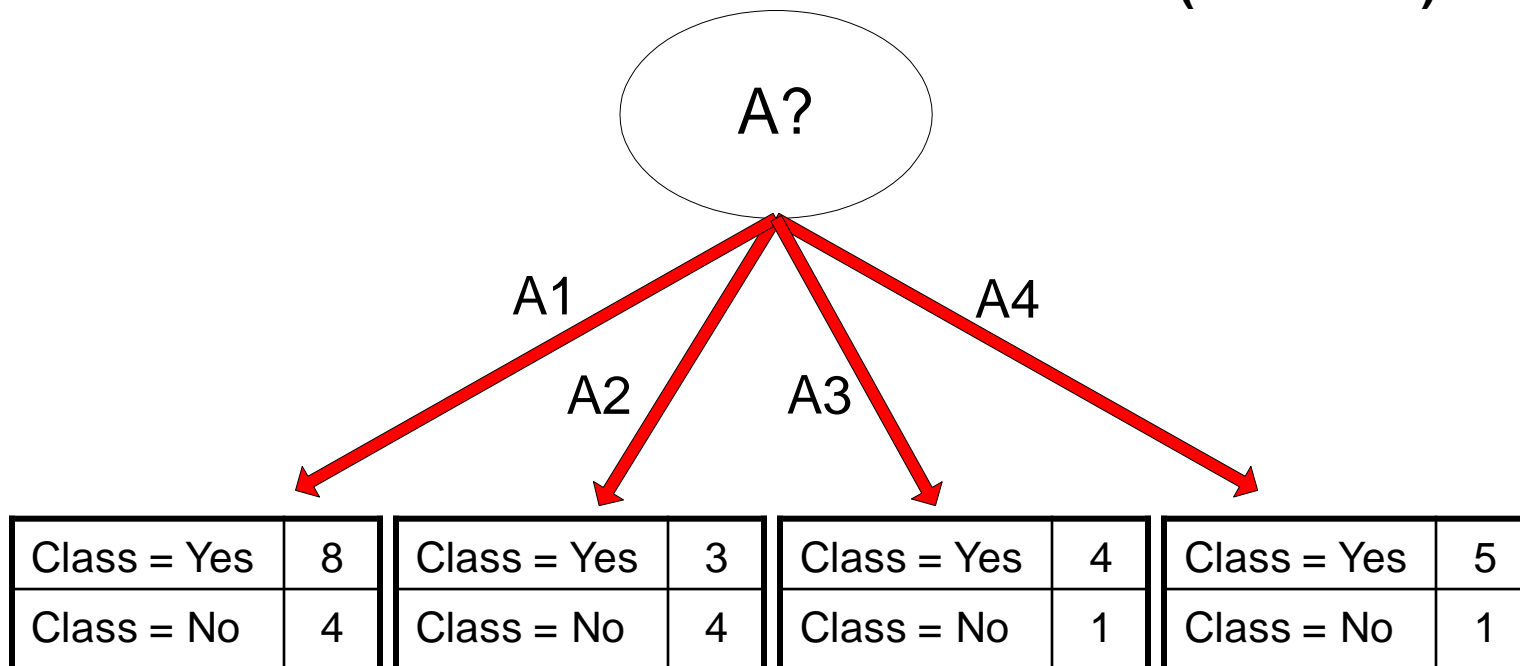 A?
A1
A4
A2
A3
Class = Yes 8
Class = No 4
Class = Yes 3
Class = No 4
Class = Yes 4
Class = No 1
Class = Yes 5
Class = No 1